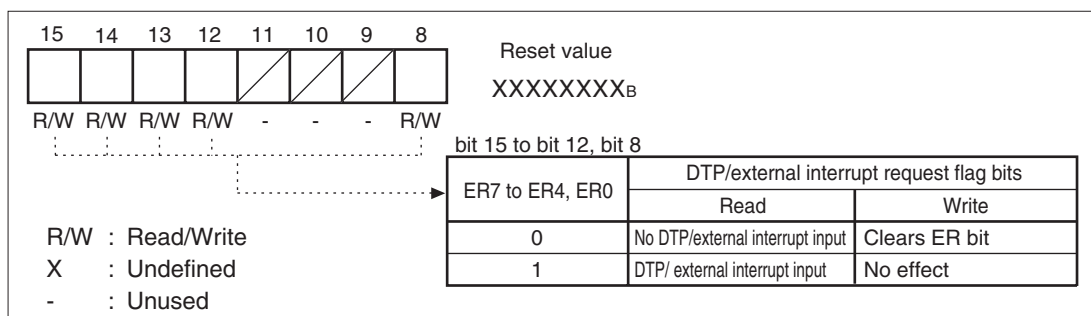 15 14 13 12 11 10 9 8
Reset value
XXXXXXXXB
R/W R/W R/W R/W - - - R/W
bit 15 to bit 12, bit 8
ER7 to ER4, ER0
DTP/external interrupt request flag bits
Read Write
0 No DTP/external interrupt input Clears ER bit
1 DTP/ external interrupt input No effect
R/W : Read/Write
X : Undefined
- : Unused